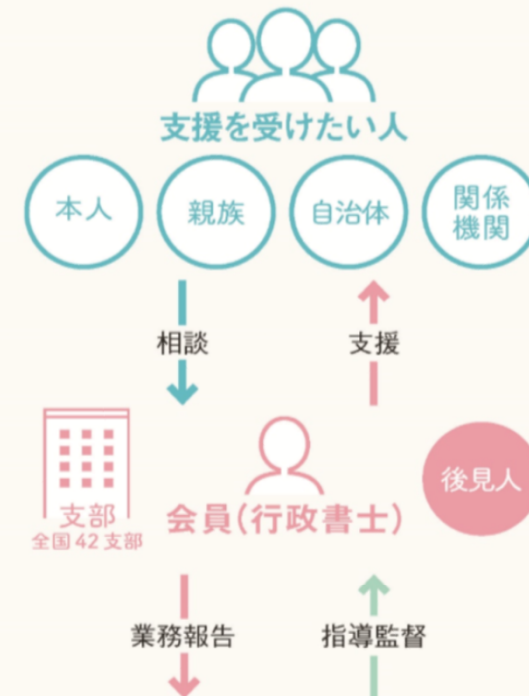 支援を受けたい人
本人
親族
自治体
関係
機関
相談
支援
支部
全国42支部
会員(行政書士)
後見人
業務報告
指導監督